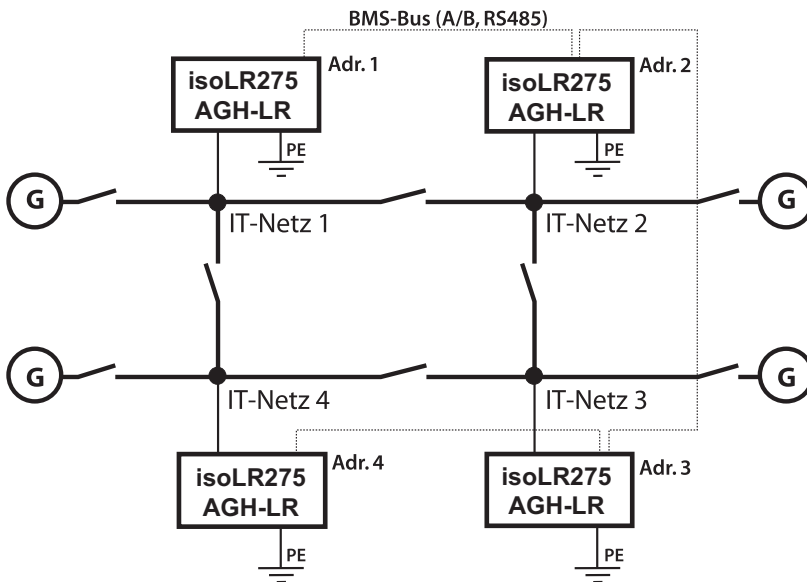 BMS-Bus (A/B, RS485)
isoLR275
AGH-LR
Adr. 1
isoLR275
AGH-LR
Adr. 2
PE
PE
G
G
IT-Netz 1
IT-Netz 2
G
G
IT-Netz 4
IT-Netz 3
isoLR275
AGH-LR
Adr. 4
isoLR275
AGH-LR
Adr. 3
PE
PE